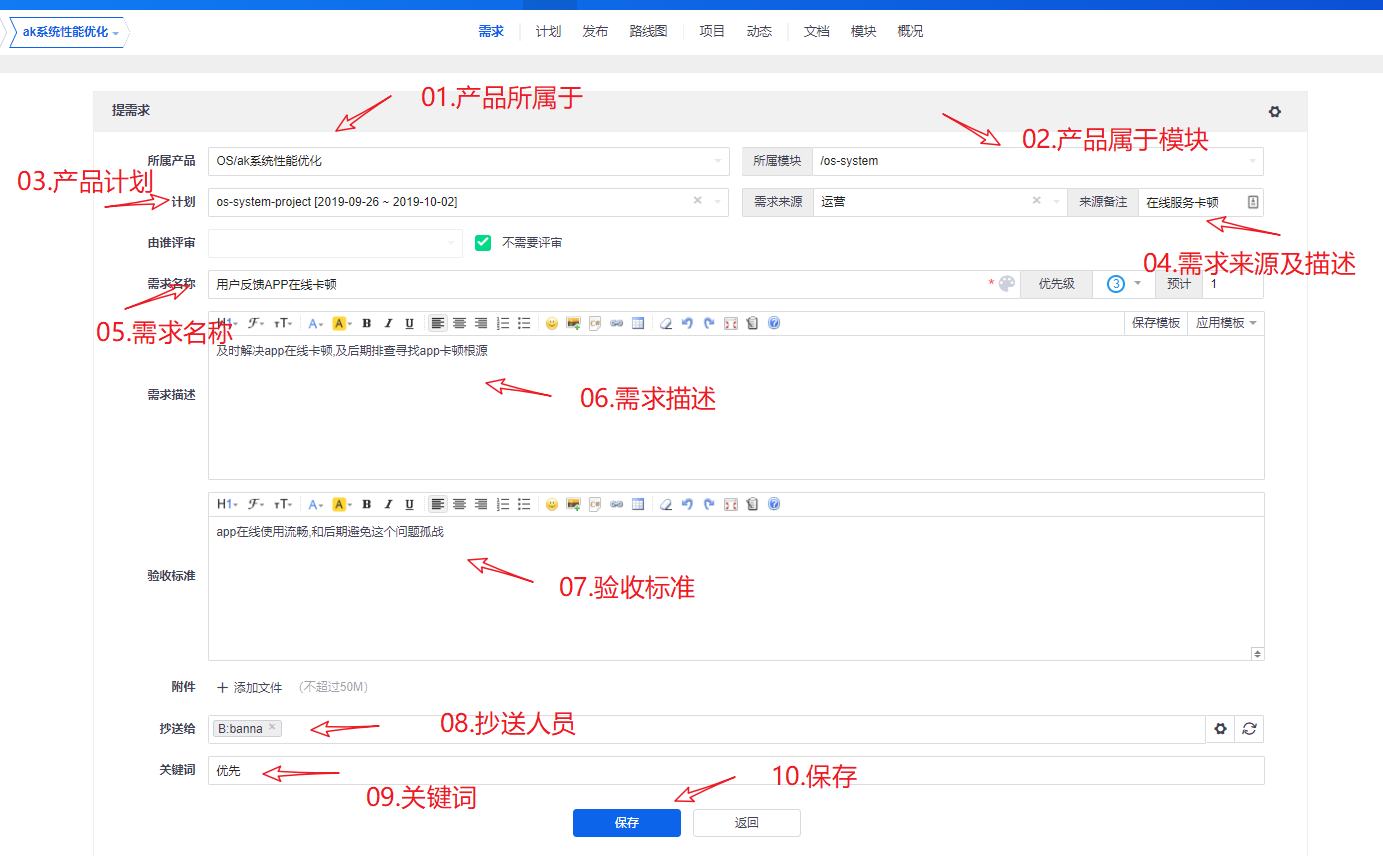 ak系统性能优化
需求 计划 发布 路线图 项目 动态 文档 模块 概况
01.产品所属于
提需求
02.产品属于模块
所属产品 OS/ak系统性能优化 所属模块 /os-system
03.产品计划
计划 os-system-project [2019-09-26 ~ 2019-10-02] 需求来源 运营 来源备注 在线服务卡顿
由谁评审 不需要评审
04.需求来源及描述
需求名称 用户反馈APP在线卡顿 * 优先级 3 预计 1
05.需求名称
H1 F TT A A B I U 保存模板 应用模板
及时解决app在线卡顿,及后期排查寻找app卡顿根源
需求描述
06.需求描述
H1 F TT A A B I U
app在线使用流畅,和后期避免这个问题孤战
验收标准
07.验收标准
附件 添加文件 (不超过50M)
抄送给 B:banna
08.抄送人员
关键词 优先
09.关键词
10.保存
保存 返回